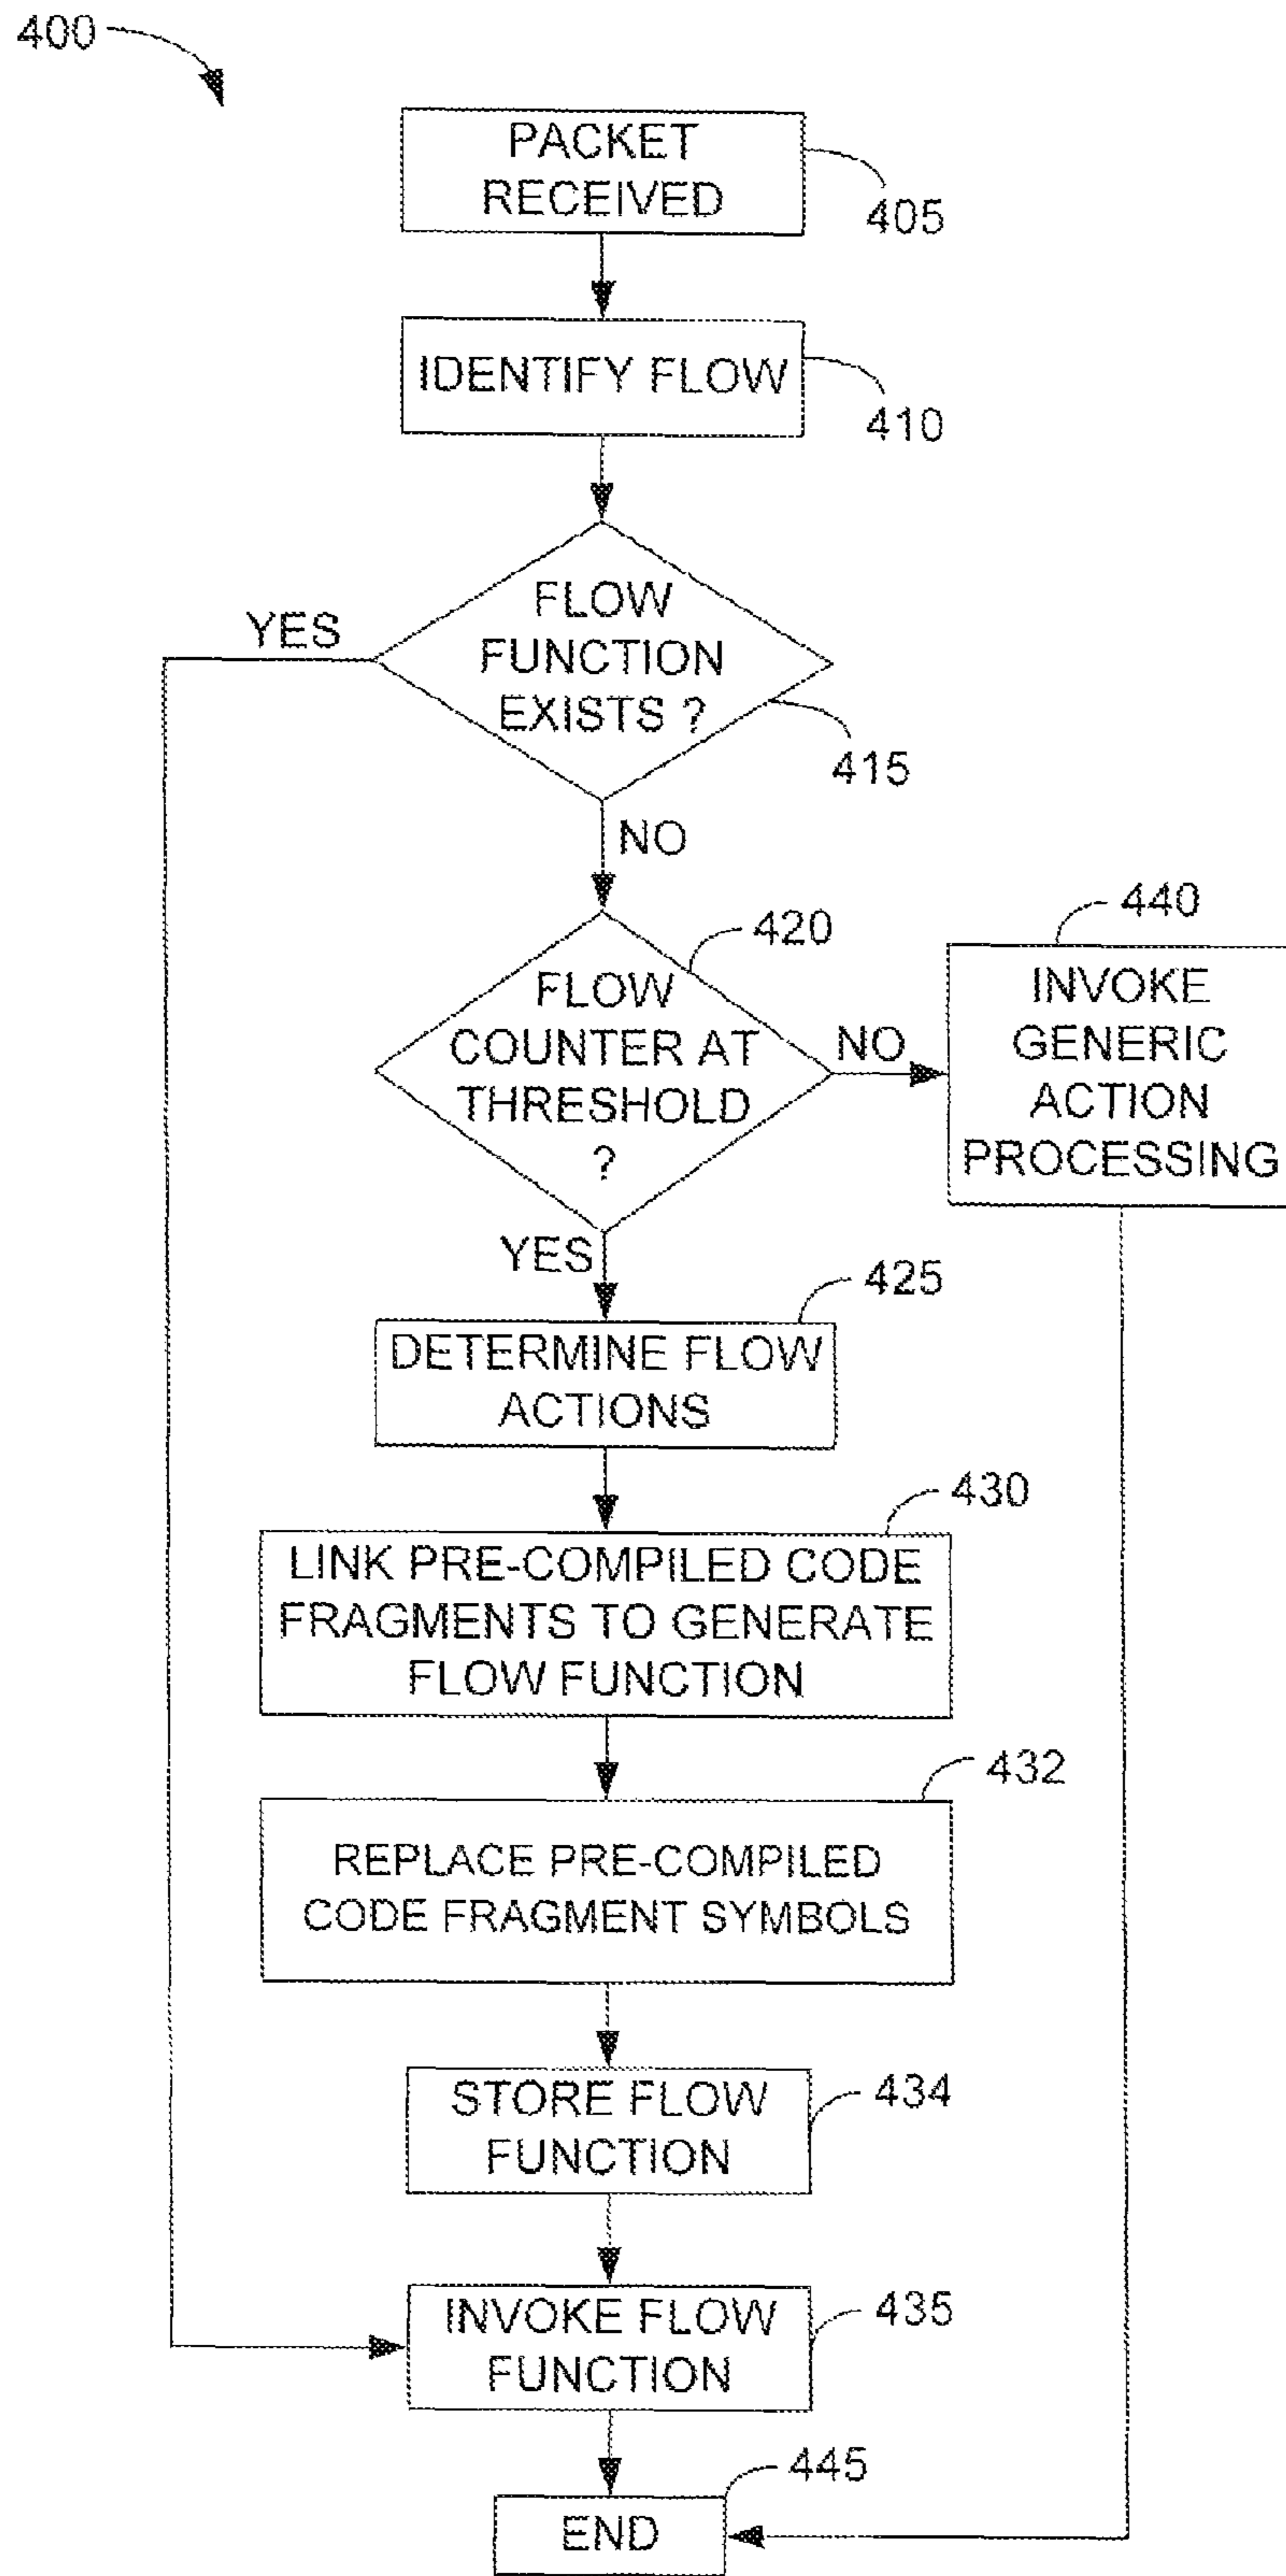 400
PACKET
RECEIVED
405
IDENTIFY FLOW
410
FLOW
FUNCTION
EXISTS ?
415
YES
NO
420
FLOW
COUNTER AT
THRESHOLD
?
NO
440
INVOKE
GENERIC
ACTION
PROCESSING
YES
425
DETERMINE FLOW
ACTIONS
430
LINK PRE-COMPILED CODE
FRAGMENTS TO GENERATE
FLOW FUNCTION
432
REPLACE PRE-COMPILED
CODE FRAGMENT SYMBOLS
STORE FLOW
FUNCTION
434
INVOKE FLOW
FUNCTION
435
445
END